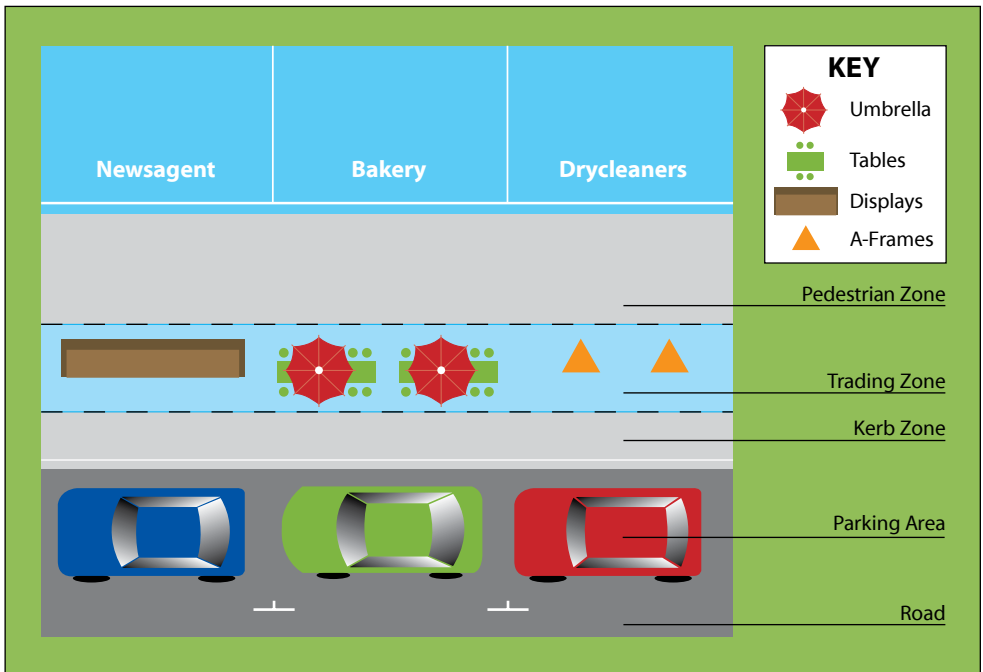 Newsagent
Bakery
Drycleaners
KEY
Umbrella
Tables
Displays
A-Frames
Pedestrian Zone
Trading Zone
Kerb Zone
Parking Area
Road